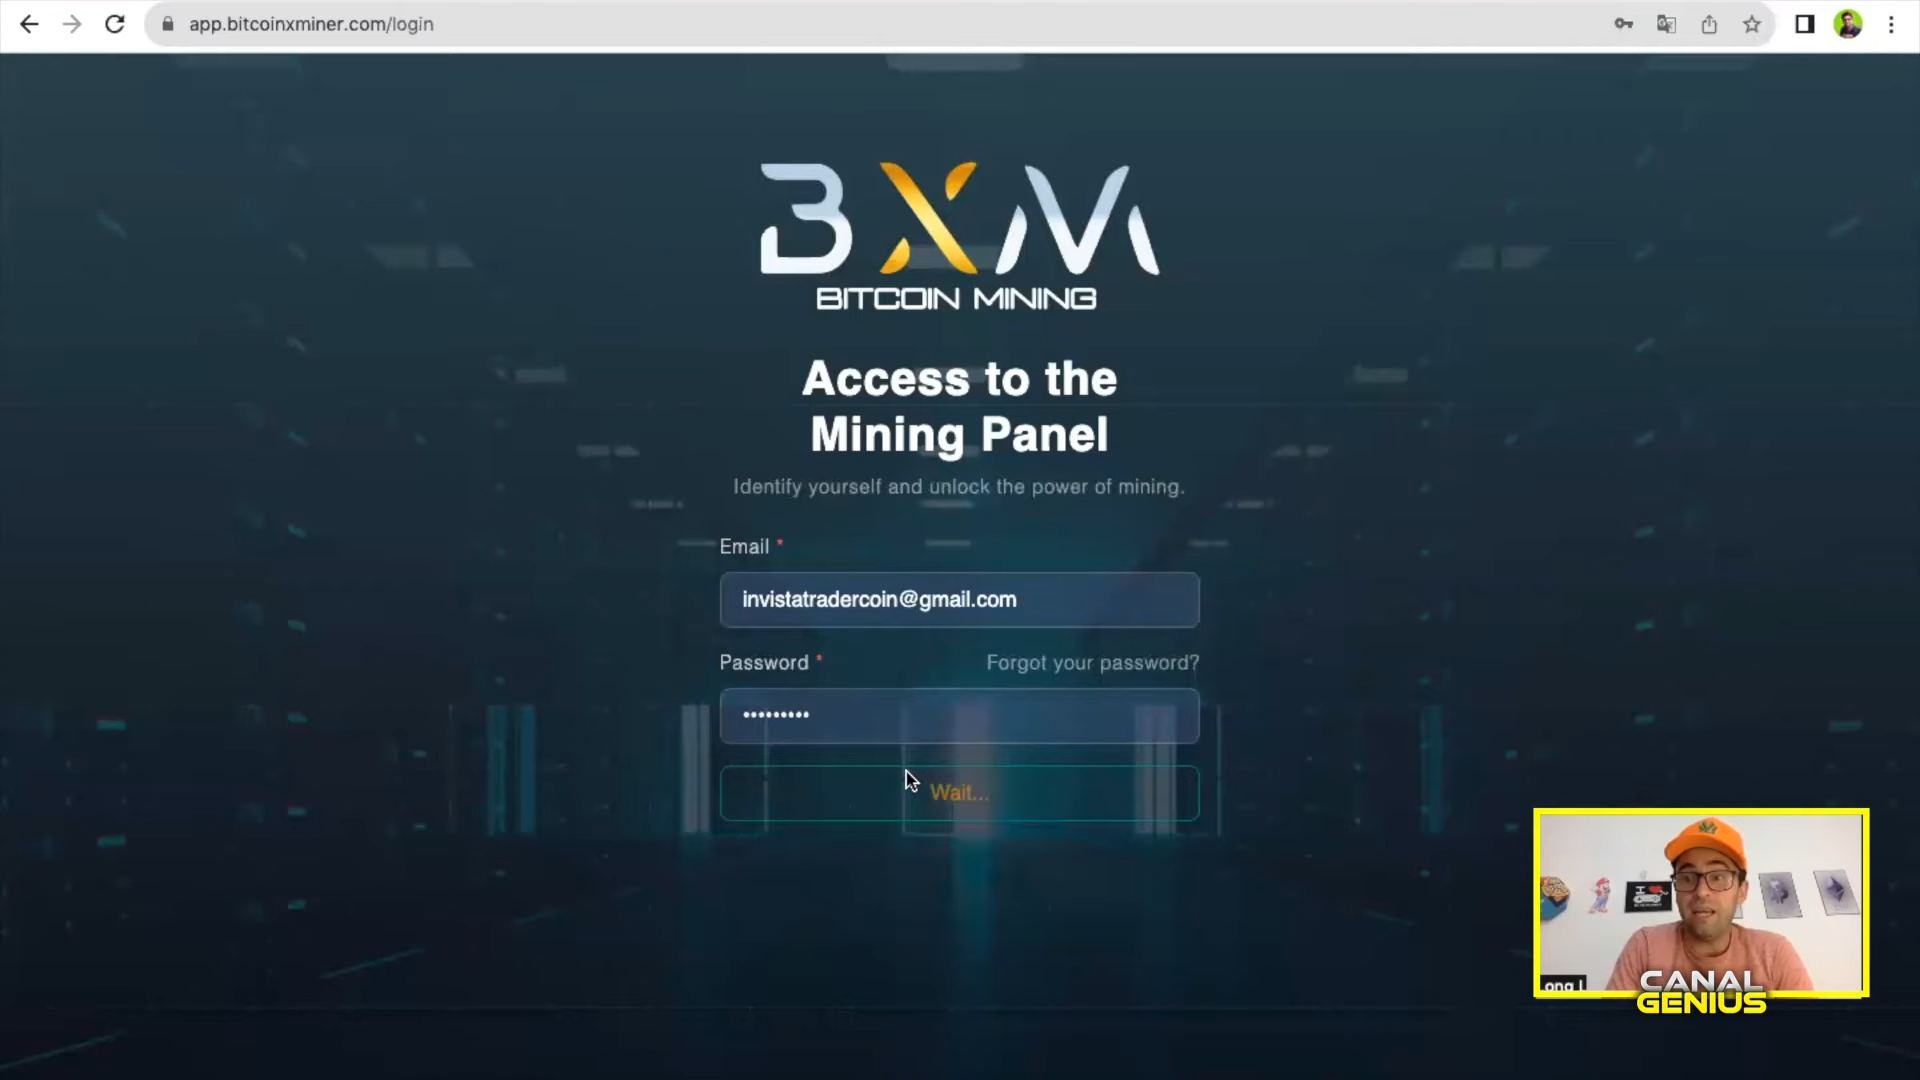 app.bitcoinxminer.com/login
BXM
BITCOIN MINING
Access to the
Mining Panel
Identify yourself and unlock the power of mining.
Email *
invistatradercoin@gmail.com
Password *
Forgot your password?
•••••••••
Wait...
CANAL
GENIUS